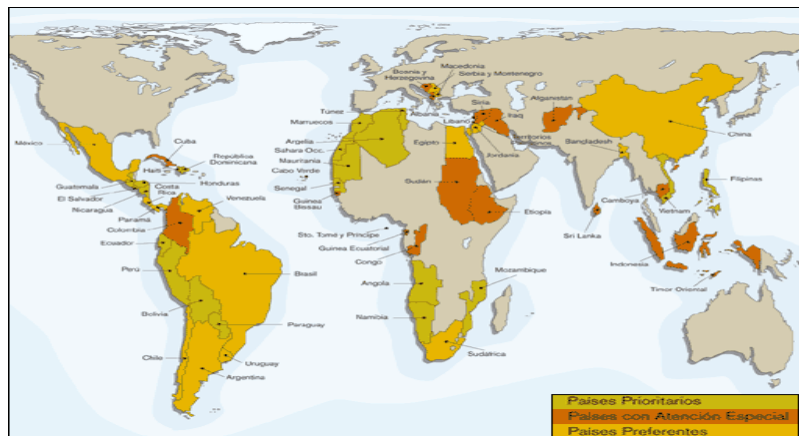 Macedonia
Bosnia y
Herzegovina
Serbia y Montenegro
Albania
Túnez
Marruecos
Argelia
Sahara Occ.
Mauritania
Cabo Verde
Senegal
Guinea
Bissau
Siria
Líbano
Iraq
Afganistan
Territorios
Jordania
Egipto
Bangladesh
China
Filipinas
Camboya
Vietnam
Sri Lanka
Indonesia
Timor Oriental
Sudán
Etiopía
Sto. Tomé y Príncipe
Guinea Ecuatorial
Congo
Angola
Namibia
Mozambique
Sudáfrica
México
Cuba
República
Dominicana
Haití
Guatemala
Honduras
El Salvador
Costa
Rica
Nicaragua
Panamá
Venezuela
Colombia
Ecuador
Perú
Brasil
Bolivia
Paraguay
Chile
Uruguay
Argentina
Países Prioritarios
Países con Atención Especial
Países Preferentes